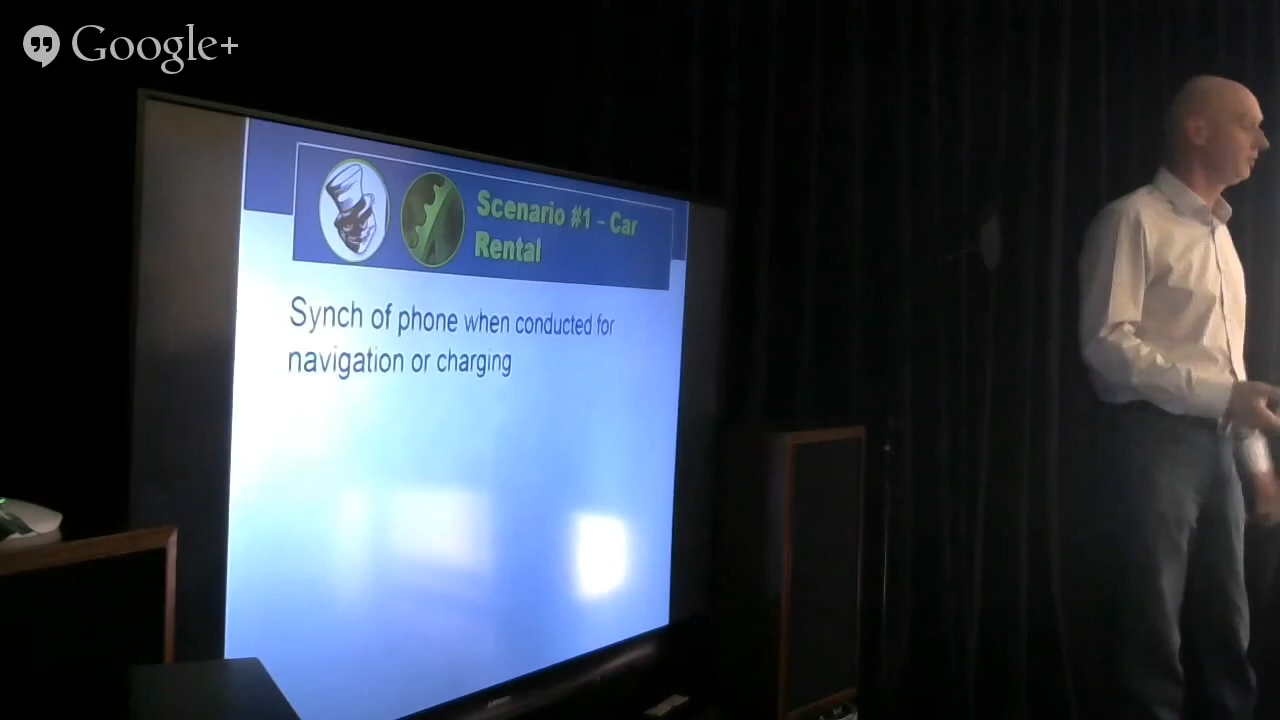 Google+
Scenario #1 – Car
Rental
Synch of phone when conducted for
navigation or charging